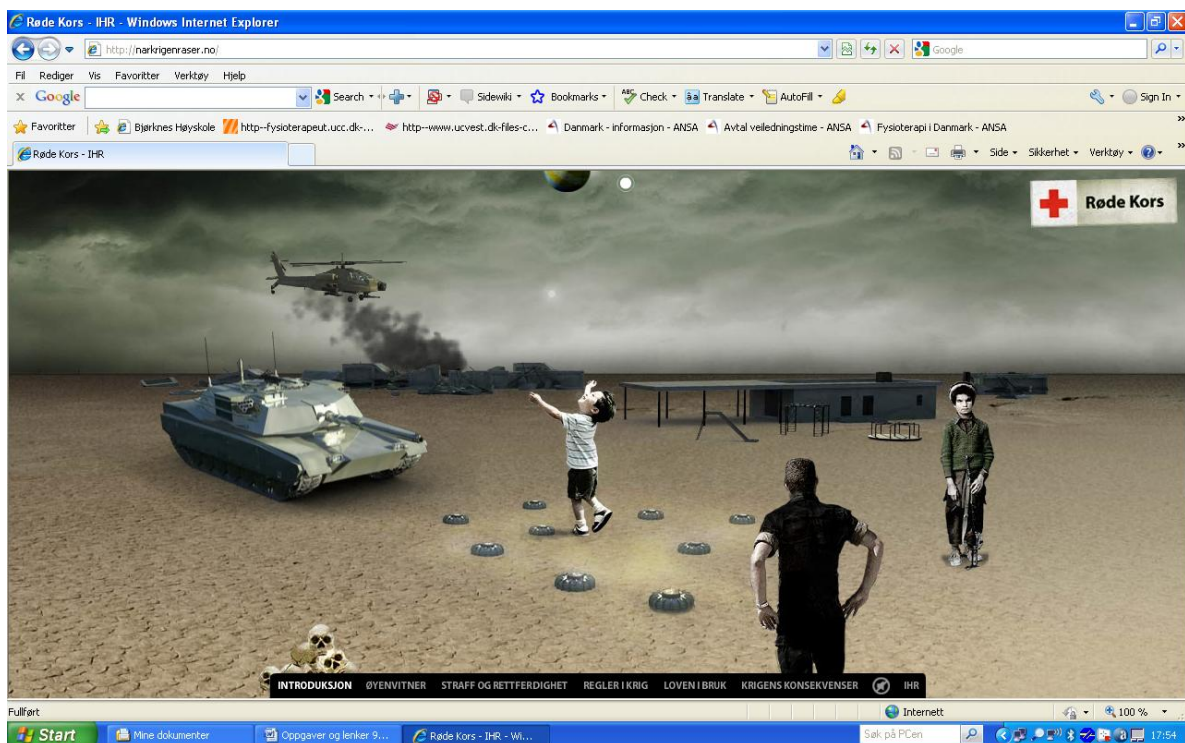 Røde Kors - IHR - Windows Internet Explorer
http://narkrigenraser.no/
Google
Fil Rediger Vis Favoritter Verktøy Hjelp
x Google Search Sidewiki Bookmarks ABC Check aa Translate AutoFill Sign In
Favoritter Bjørknes Høyskole http--fysioterapeut.ucc.dk-... http--www.ucvest.dk-files-c... Danmark - informasjon - ANSA Avtal veiledningstime - ANSA Fysioterapi i Danmark - ANSA
Røde Kors - IHR Side Sikkerhet Verktøy
Røde Kors
INTRODUKSJON ØYENVITNER STRAFF OG RETTFERDIGHET REGLER I KRIG LOVEN I BRUK KRIGENS KONSEKVENSER IHR
Fullført Internett 100 %
Start Mine dokumenter Oppgaver og lenker 9... Røde Kors - IHR - Wi... Søk på PCen 17:54